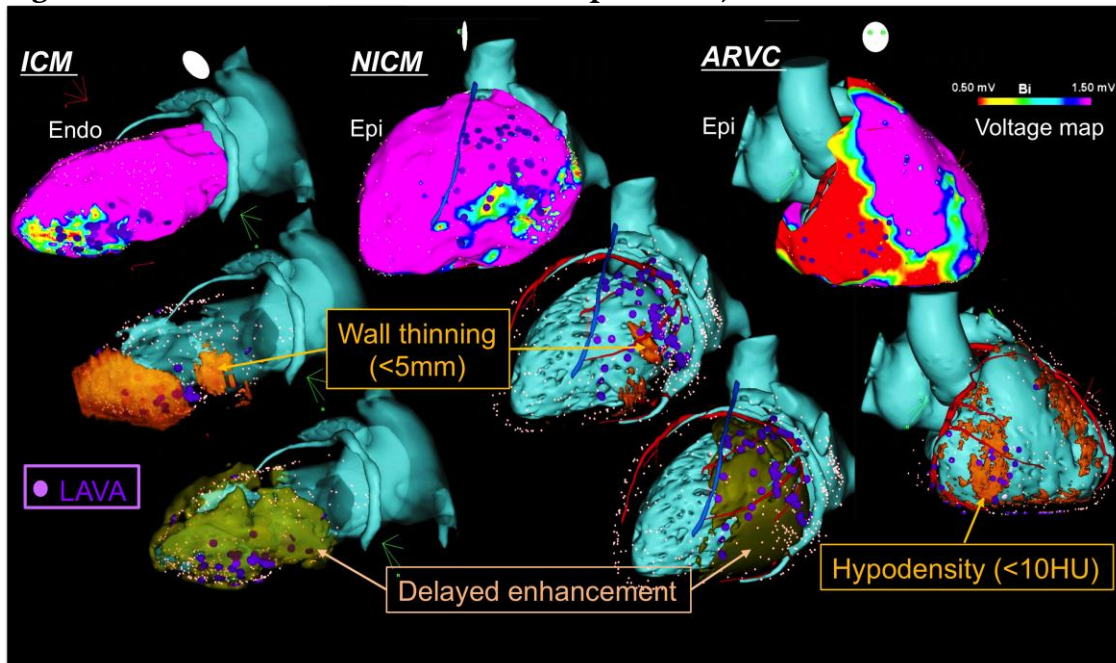 ICM
NICM
ARVC
Endo
Epi
Epi
0.50 mV Bi 1.50 mV
Voltage map
Wall thinning
(<5mm)
LAVA
Delayed enhancement
Hypodensity (<10HU)